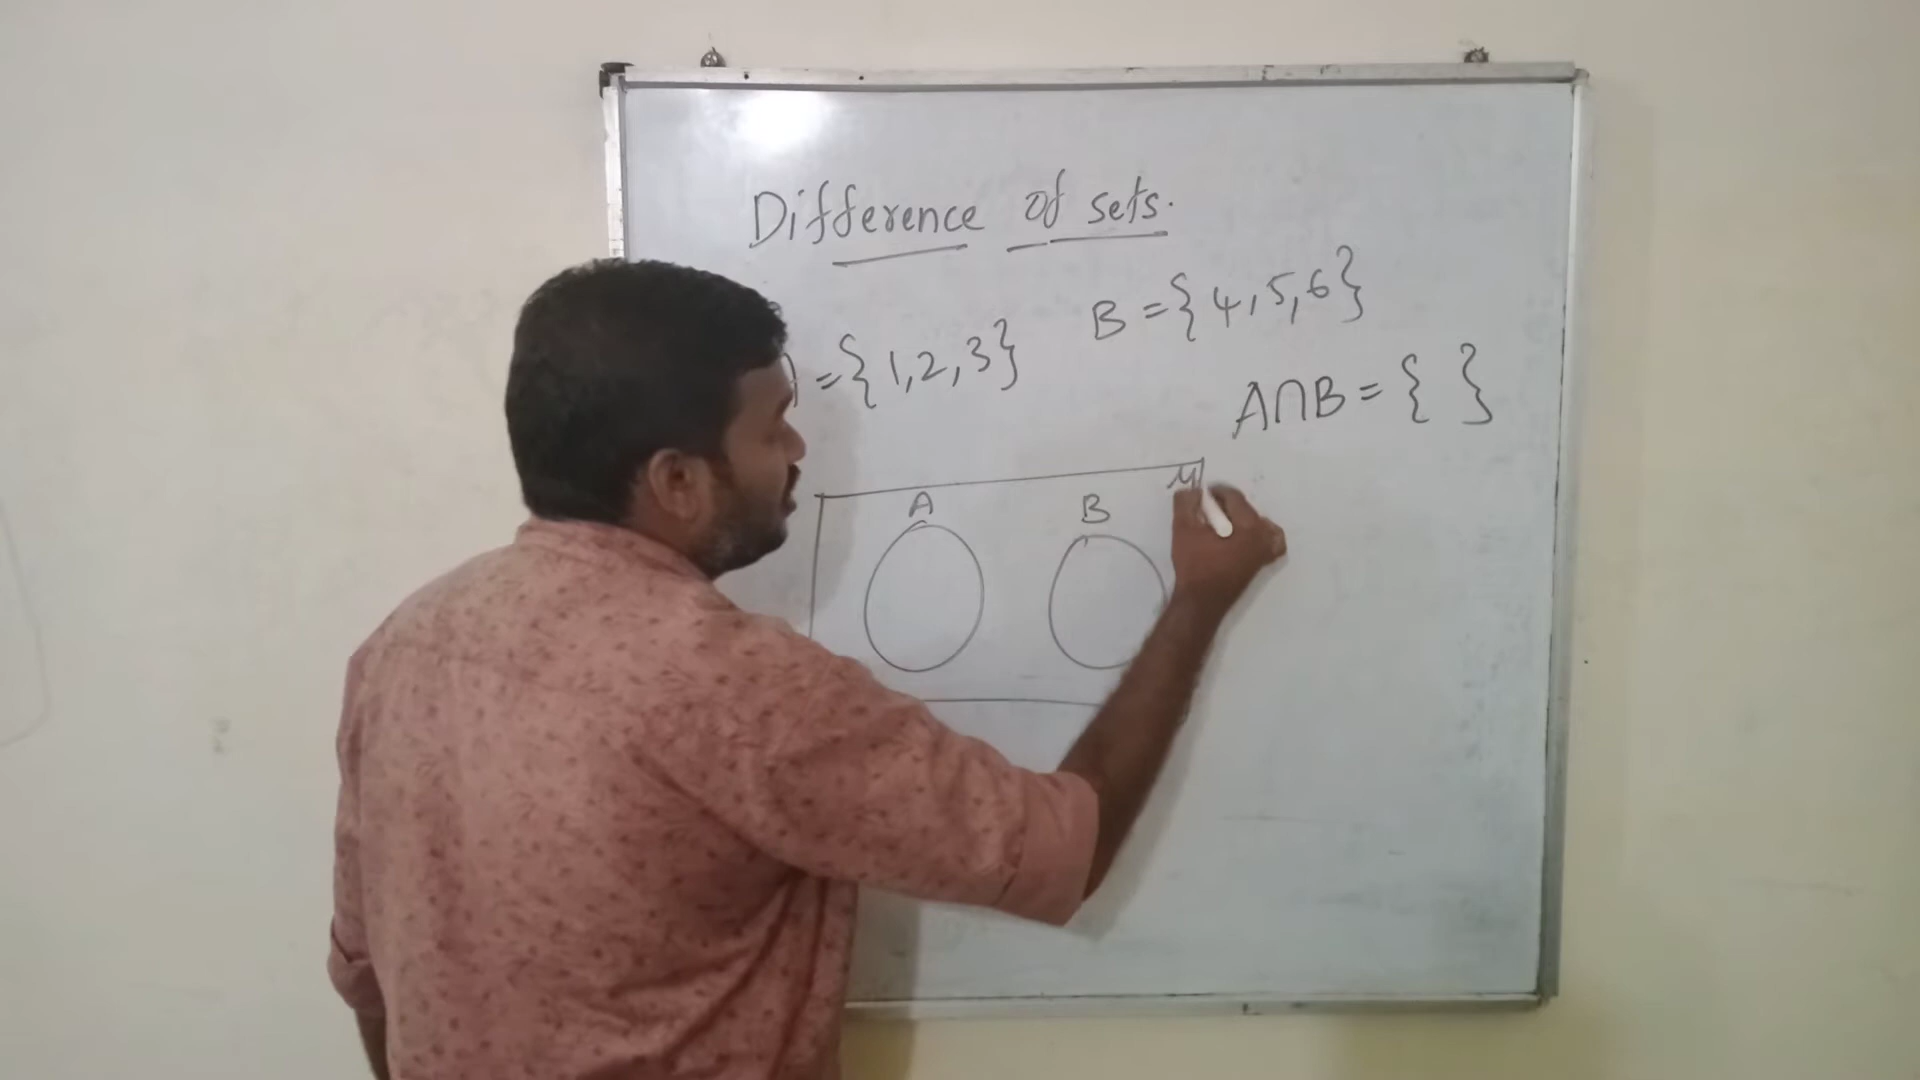 Difference of sets.
B = {4, 5, 6}
= {1, 2, 3}
A∩B = { }
A B